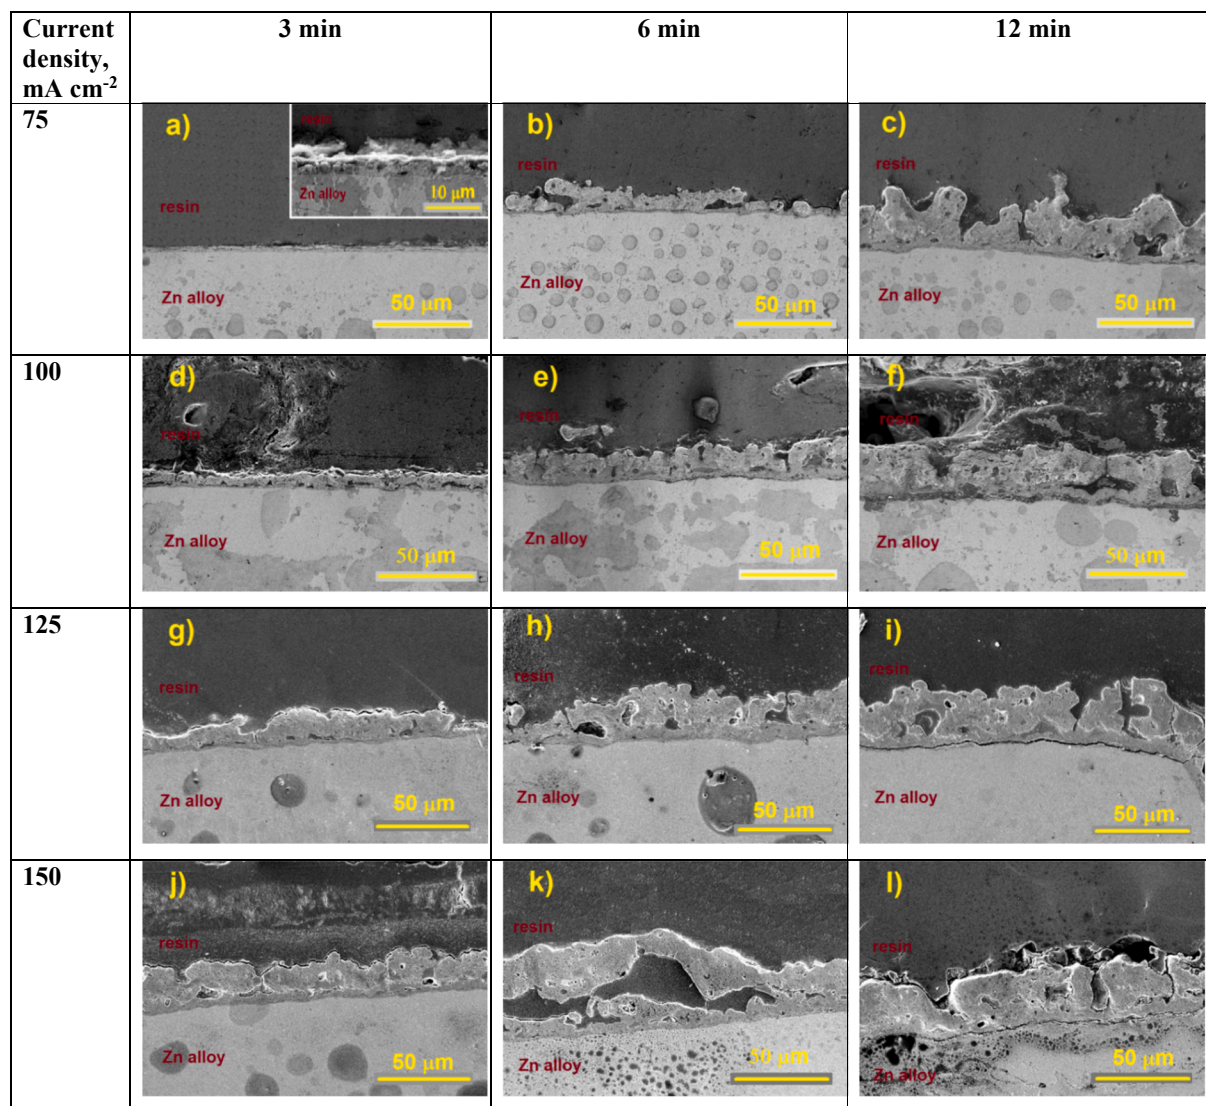 Current density, mA cm-2
3 min
6 min
12 min
75
a)
resin
Zn alloy
10 μm
resin
Zn alloy
50 μm
b)
resin
Zn alloy
50 μm
c)
resin
Zn alloy
50 μm
100
d)
resin
Zn alloy
50 μm
e)
resin
Zn alloy
50 μm
f)
resin
Zn alloy
50 μm
125
g)
resin
Zn alloy
50 μm
h)
resin
Zn alloy
50 μm
i)
resin
Zn alloy
50 μm
150
j)
resin
Zn alloy
50 μm
k)
resin
Zn alloy
50 μm
l)
resin
Zn alloy
50 μm